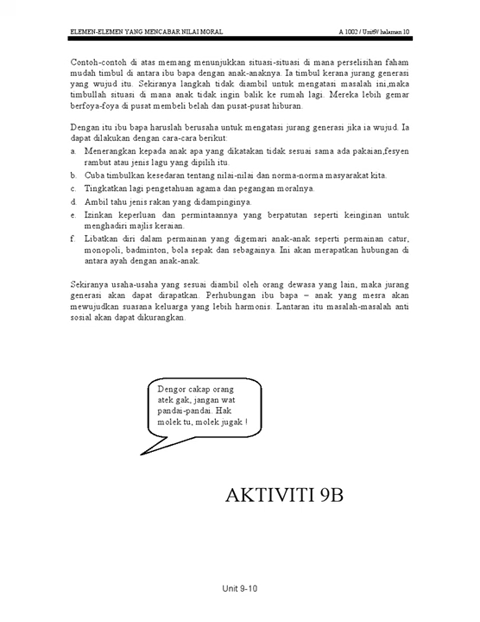 ELEMEN-ELEMEN YANG MENCABAR NILAI MORAL A 1002 / Unit9/ halaman 10
Contoh-contoh di atas memang menunjukkan situasi-situasi di mana perselisihan faham
mudah timbul di antara ibu bapa dengan anak-anaknya. Ia timbul kerana jurang generasi
yang wujud itu. Sekiranya langkah tidak diambil untuk mengatasi masalah ini,maka
timbullah situasi di mana anak tidak ingin balik ke rumah lagi. Mereka lebih gemar
berfoya-foya di pusat membeli belah dan pusat-pusat hiburan.
Dengan itu ibu bapa haruslah berusaha untuk mengatasi jurang generasi jika ia wujud. Ia
dapat dilakukan dengan cara-cara berikut:
a. Menerangkan kepada anak apa yang dikatakan tidak sesuai sama ada pakaian,fesyen
rambut atau jenis lagu yang dipilih itu.
b. Cuba timbulkan kesedaran tentang nilai-nilai dan norma-norma masyarakat kita.
c. Tingkatkan lagi pengetahuan agama dan pegangan moralnya.
d. Ambil tahu jenis rakan yang didampinginya.
e. Izinkan keperluan dan permintaannya yang berpatutan seperti keinginan untuk
menghadiri majlis keraian.
f. Libatkan diri dalam permainan yang digemari anak-anak seperti permainan catur,
monopoli, badminton, bola sepak dan sebagainya. Ini akan merapatkan hubungan di
antara ayah dengan anak-anak.
Sekiranya usaha-usaha yang sesuai diambil oleh orang dewasa yang lain, maka jurang
generasi akan dapat dirapatkan. Perhubungan ibu bapa – anak yang mesra akan
mewujudkan suasana keluarga yang lebih harmonis. Lantaran itu masalah-masalah anti
sosial akan dapat dikurangkan.
Dengor cakap orang
atek gak, jangan wat
pandai-pandai. Hak
molek tu, molek jugak !
AKTIVITI 9B
Unit 9-10